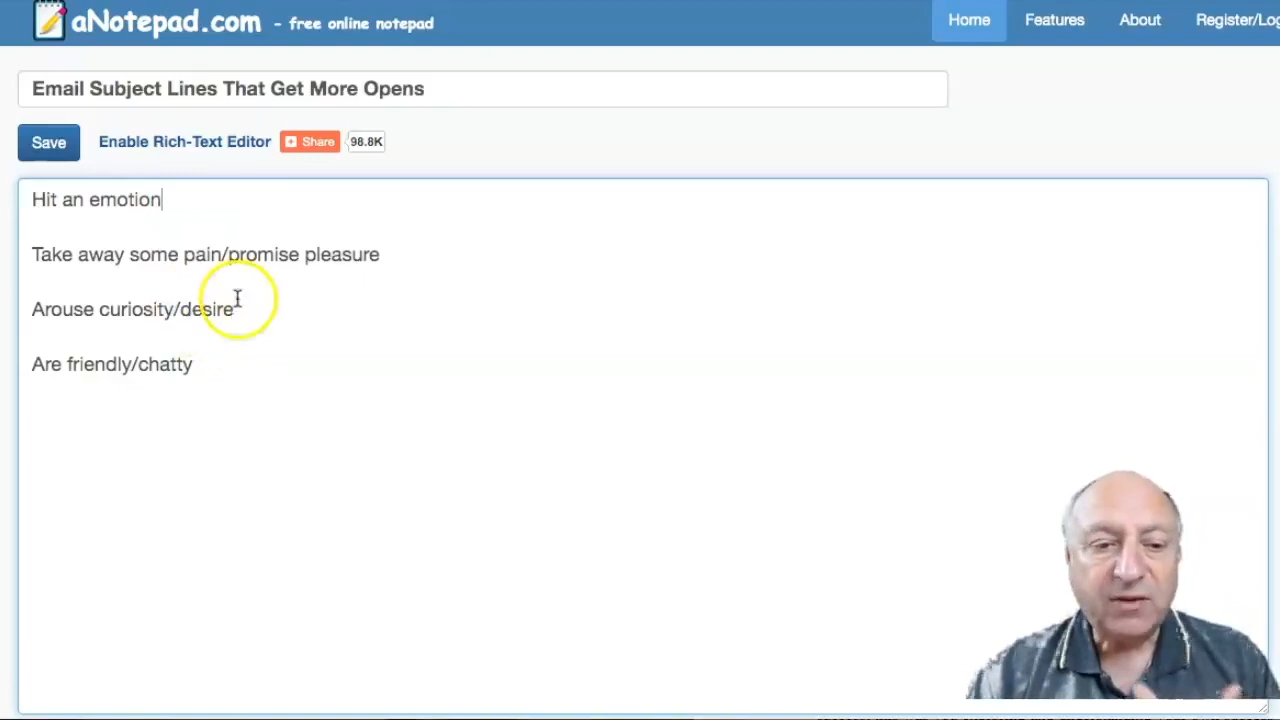 aNotepad.com - free online notepad
Home Features About Register/Log
Email Subject Lines That Get More Opens
Save Enable Rich-Text Editor Share 98.8K
Hit an emotion
Take away some pain/promise pleasure
Arouse curiosity/desire
Are friendly/chatty